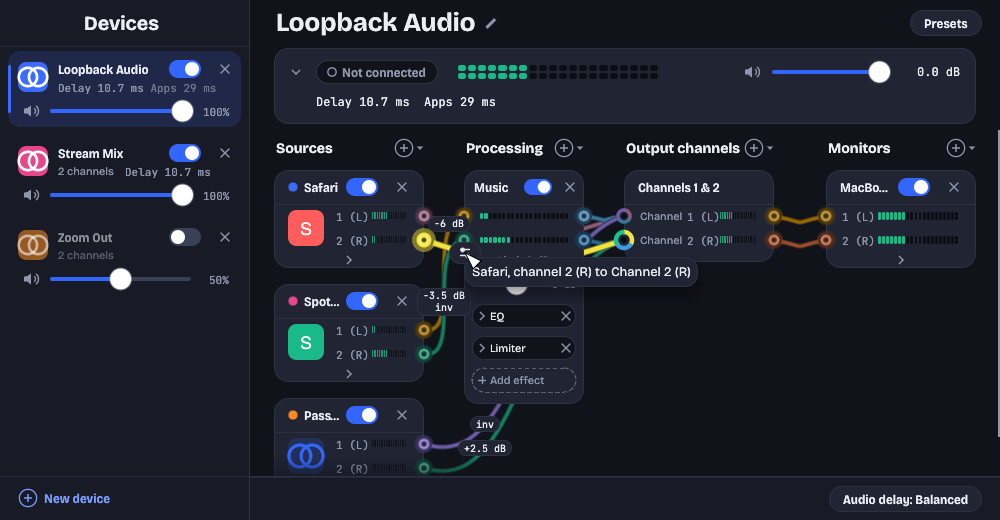 Devices
Loopback Audio
Delay 10.7 ms Apps 29 ms
100%
Stream Mix
2 channels Delay 10.7 ms
100%
Zoom Out
2 channels
50%
New device
Loopback Audio
Presets
Not connected
0.0 dB
Delay 10.7 ms Apps 29 ms
Sources
Processing
Output channels
Monitors
Safari
S
1 (L)
2 (R)
-6 dB
Music
Channels 1 & 2
Channel 1 (L)
Channel 2 (R)
MacBo...
1 (L)
2 (R)
Safari, channel 2 (R) to Channel 2 (R)
Spot...
S
1 (L)
2 (R)
-3.5 dB
inv
EQ
Limiter
Add effect
Pass...
1 (L)
2 (R)
inv
+2.5 dB
Audio delay: Balanced